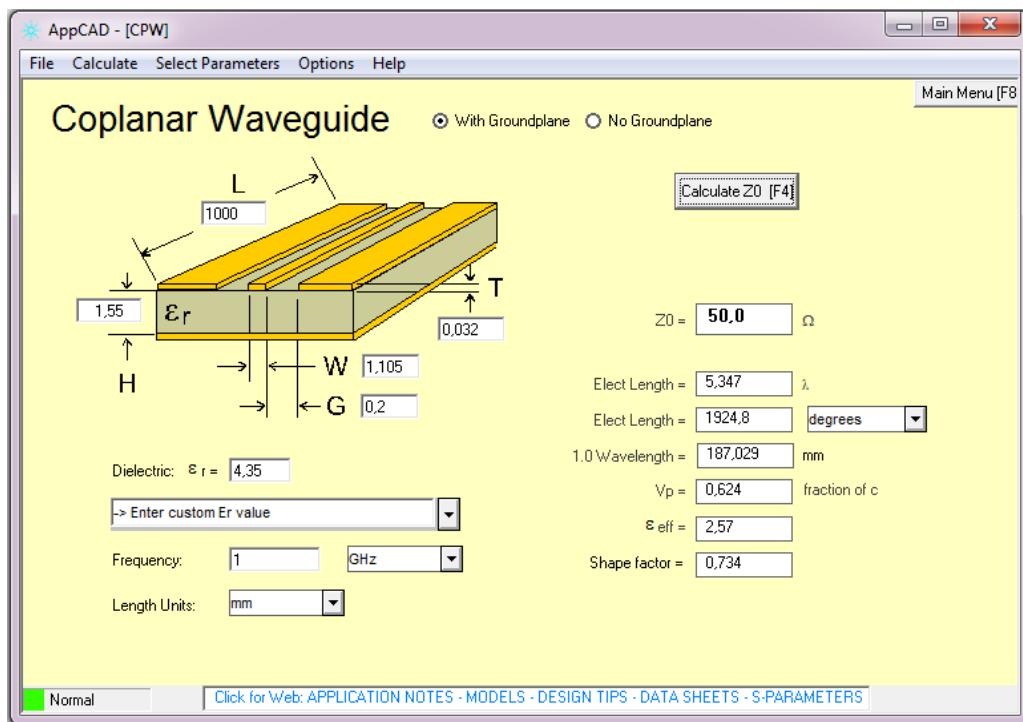 AppCAD - [CPW]
File Calculate Select Parameters Options Help
Main Menu [F8
Coplanar Waveguide
With Groundplane No Groundplane
L
1000
Calculate Z0 [F4]
T
1,55
εr
0,032
H
W 1,105
G 0,2
Z0 = 50,0 Ω
Elect Length = 5,347 λ
Elect Length = 1924,8 degrees
1.0 Wavelength = 187,029 mm
Vp = 0,624 fraction of c
ε eff = 2,57
Shape factor = 0,734
Dielectric: ε r = 4,35
-> Enter custom Er value
Frequency: 1 GHz
Length Units: mm
Normal
Click for Web: APPLICATION NOTES - MODELS - DESIGN TIPS - DATA SHEETS - S-PARAMETERS